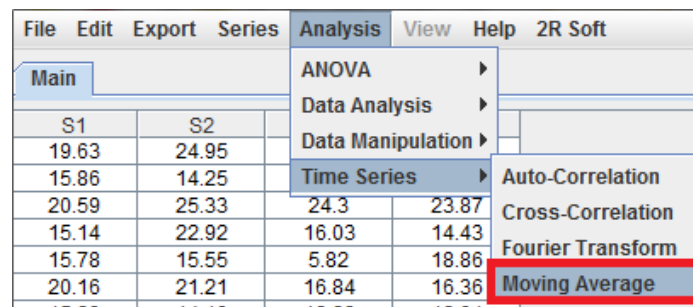 File Edit Export Series Analysis View Help 2R Soft
Main
ANOVA
Data Analysis
Data Manipulation
Time Series
Auto-Correlation
Cross-Correlation
Fourier Transform
Moving Average
S1 S2
19.63 24.95
15.86 14.25
20.59 25.33 24.3 23.87
15.14 22.92 16.03 14.43
15.78 15.55 5.82 18.86
20.16 21.21 16.84 16.36